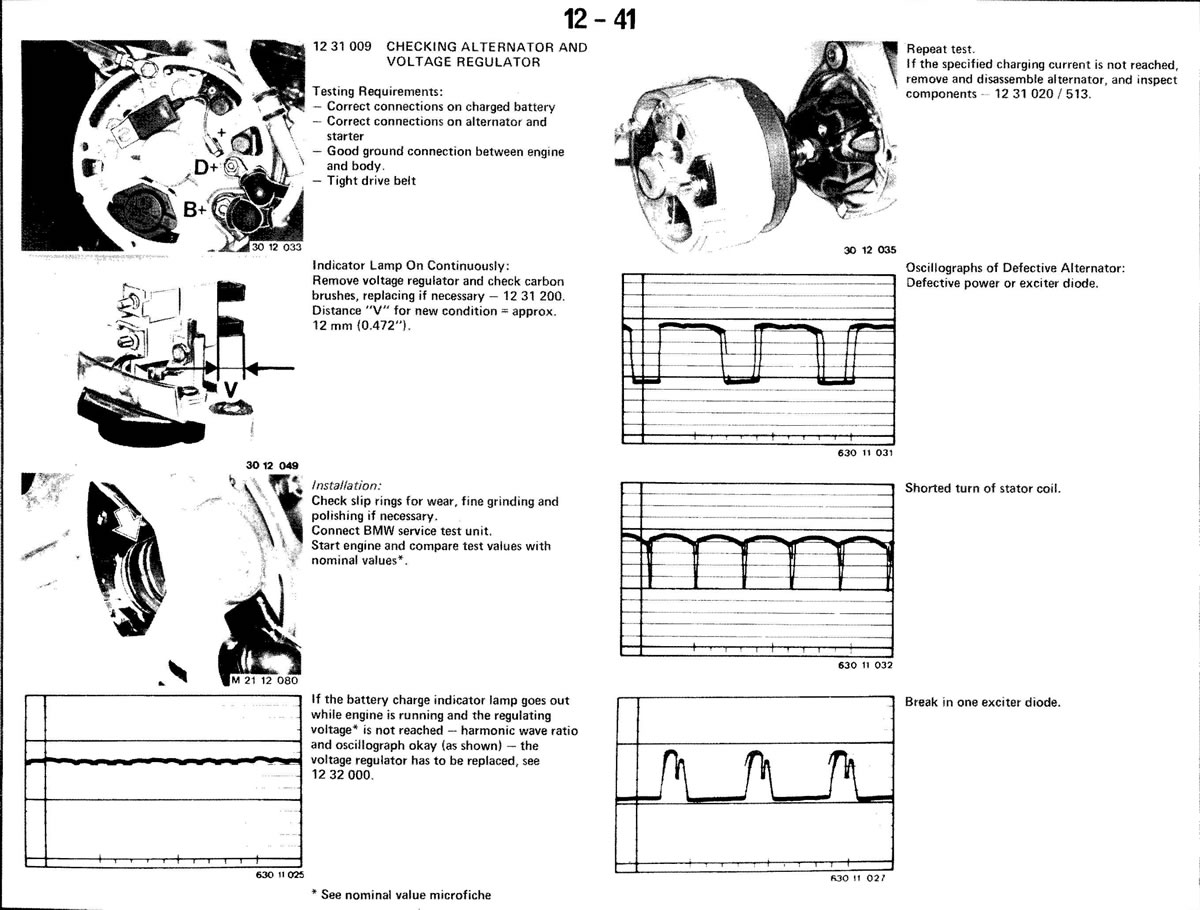 12 - 41
12 31 009 CHECKING ALTERNATOR AND
VOLTAGE REGULATOR
Testing Requirements:
— Correct connections on charged battery
— Correct connections on alternator and
starter
— Good ground connection between engine
and body.
— Tight drive belt
+
D+
B+
30 12 033
Indicator Lamp On Continuously:
Remove voltage regulator and check carbon
brushes, replacing if necessary — 12 31 200.
Distance "V" for new condition = approx.
12 mm (0.472").
V
30 12 049
Installation:
Check slip rings for wear, fine grinding and
polishing if necessary.
Connect BMW service test unit.
Start engine and compare test values with
nominal values*.
M 21 12 080
If the battery charge indicator lamp goes out
while engine is running and the regulating
voltage* is not reached — harmonic wave ratio
and oscillograph okay (as shown) — the
voltage regulator has to be replaced, see
12 32 000.
630 11 025
* See nominal value microfiche
Repeat test.
If the specified charging current is not reached,
remove and disassemble alternator, and inspect
components — 12 31 020 / 513.
30 12 035
Oscillographs of Defective Alternator:
Defective power or exciter diode.
630 11 031
Shorted turn of stator coil.
630 11 032
Break in one exciter diode.
630 11 027